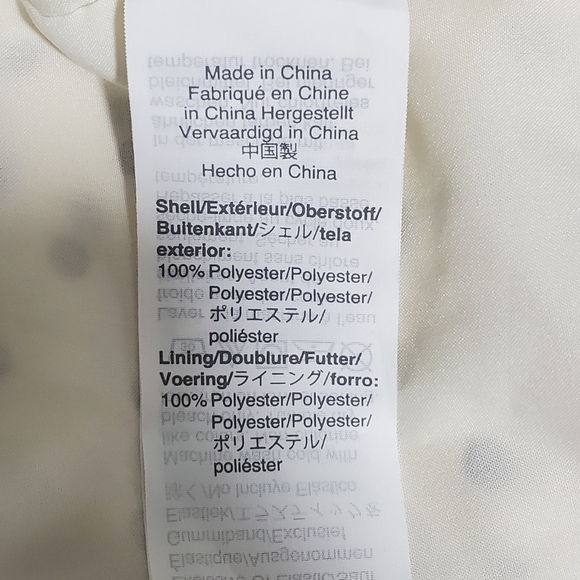 Made in China
Fabriqué en Chine
in China Hergestellt
Vervaardigd in China
中国製
Hecho en China
Shell/Extérieur/Oberstoff/
Buitenkant/シェル/tela
exterior:
100% Polyester/Polyester/
Polyester/Polyester/
ポリエステル/
poliéster
Lining/Doublure/Futter/
Voering/ライニング/forro:
100% Polyester/Polyester/
Polyester/Polyester/
ポリエステル/
poliéster